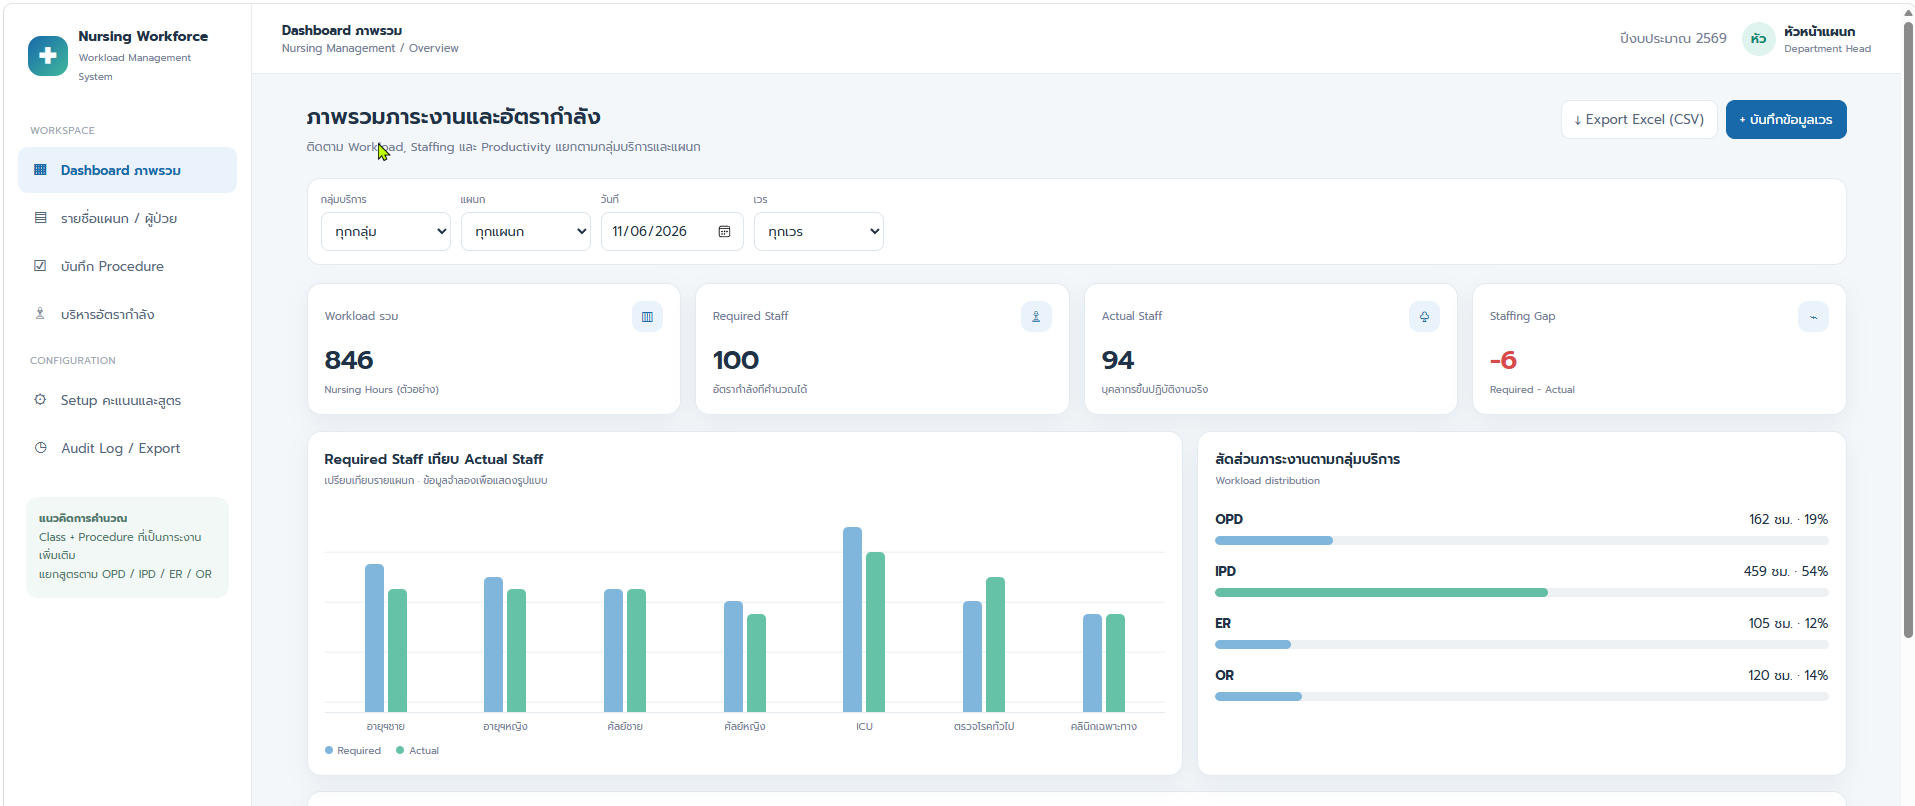 Nursing Workforce
Workload Management
System
WORKSPACE
Dashboard ภาพรวม
รายชื่อแผนก / ผู้ป่วย
บันทึก Procedure
บริหารอัตรากำลัง
CONFIGURATION
Setup คะแนนและสูตร
Audit Log / Export
แนวคิดการคำนวณ
Class + Procedure ที่เป็นภาระงาน
เพิ่มเติม
แยกสูตรตาม OPD / IPD / ER / OR
Dashboard ภาพรวม
Nursing Management / Overview
ปีงบประมาณ 2569
หัว
หัวหน้าแผนก
Department Head
ภาพรวมภาระงานและอัตรากำลัง
ติดตาม Workload, Staffing และ Productivity แยกตามกลุ่มบริการและแผนก
↓ Export Excel (CSV)
+ บันทึกข้อมูลเวร
กลุ่มบริการ
แผนก
วันที่
เวร
ทุกกลุ่ม
ทุกแผนก
11/06/2026
ทุกเวร
Workload รวม
846
Nursing Hours (ตัวอย่าง)
Required Staff
100
อัตรากำลังที่คำนวณได้
Actual Staff
94
บุคลากรขึ้นปฏิบัติงานจริง
Staffing Gap
-6
Required - Actual
Required Staff เทียบ Actual Staff
เปรียบเทียบรายแผนก · ข้อมูลจำลองเพื่อแสดงรูปแบบ
อายุฯชาย
อายุฯหญิง
ศัลย์ชาย
ศัลย์หญิง
ICU
ตรวจโรคทั่วไป
คลินิกเฉพาะทาง
Required
Actual
สัดส่วนภาระงานตามกลุ่มบริการ
Workload distribution
OPD 162 ชม. · 19%
IPD 459 ชม. · 54%
ER 105 ชม. · 12%
OR 120 ชม. · 14%